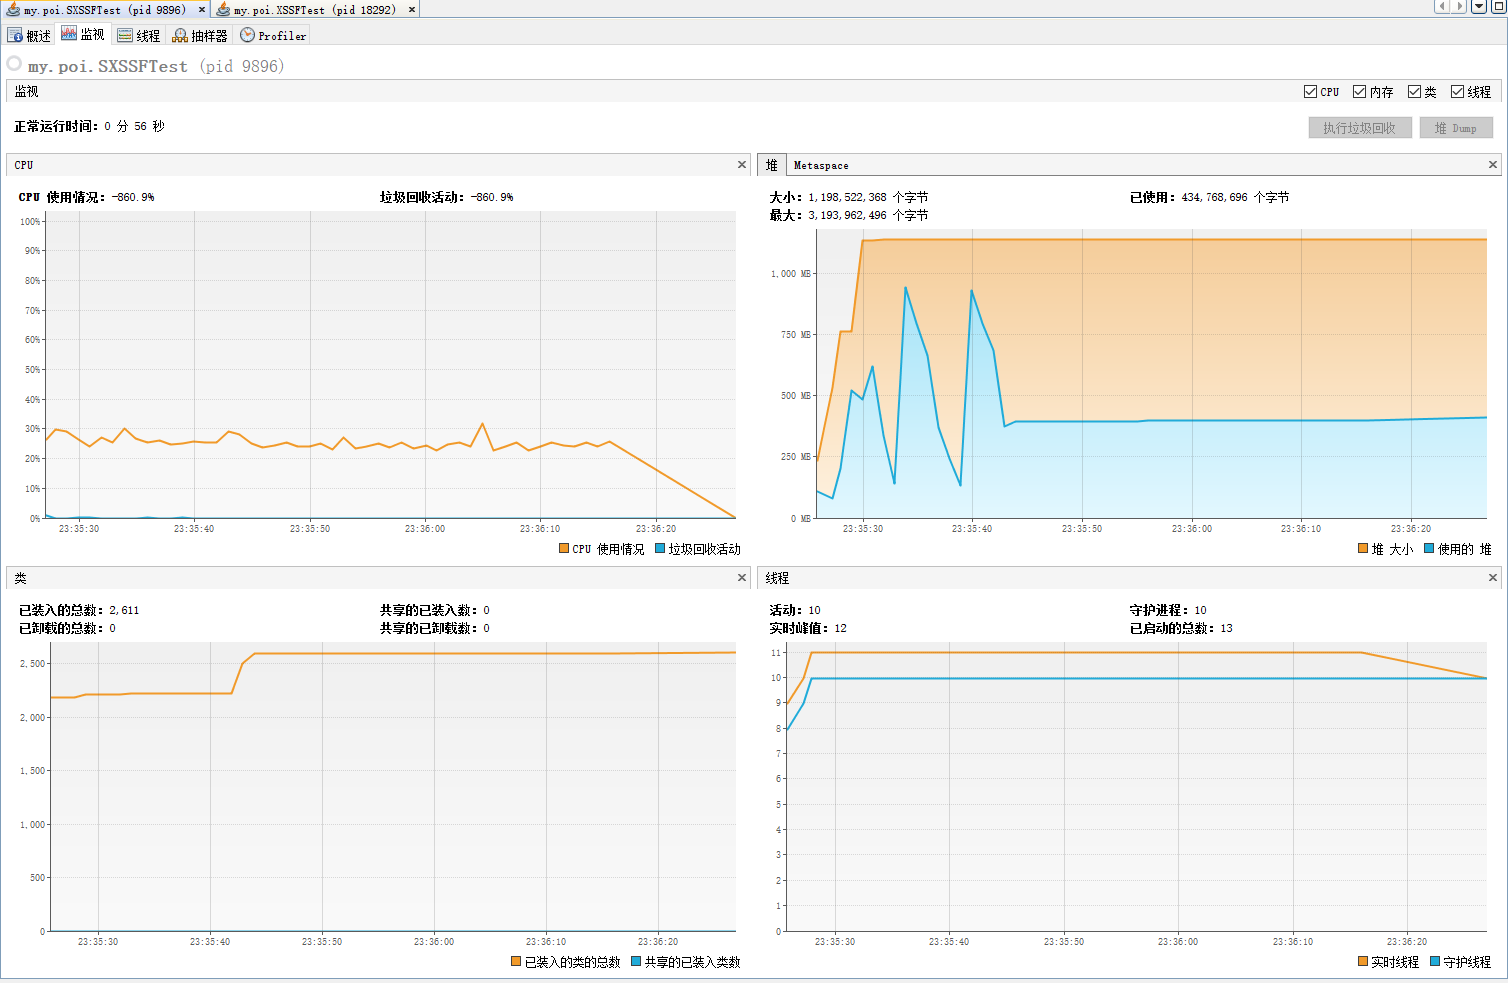 my.poi.SXSSFTest (pid 9896) × my.poi.XSSFTest (pid 18292) ×
概述 监视 线程 抽样器 Profiler
my.poi.SXSSFTest (pid 9896)
监视 CPU 内存 类 线程
正常运行时间: 0 分 56 秒 执行垃圾回收 堆 Dump
CPU ×
CPU 使用情况: -860.9% 垃圾回收活动: -860.9%
100%
90%
80%
70%
60%
50%
40%
30%
20%
10%
0%
23:35:30 23:35:40 23:35:50 23:36:00 23:36:10 23:36:20
CPU 使用情况 垃圾回收活动
堆 Metaspace ×
大小: 1,198,522,368 个字节 已使用: 434,768,696 个字节
最大: 3,193,962,496 个字节
1,000 MB
750 MB
500 MB
250 MB
0 MB
23:35:30 23:35:40 23:35:50 23:36:00 23:36:10 23:36:20
堆 大小 使用的 堆
类 ×
已装入的总数: 2,611 共享的已装入数: 0
已卸载的总数: 0 共享的已卸载数: 0
2,500
2,000
1,500
1,000
500
0
23:35:30 23:35:40 23:35:50 23:36:00 23:36:10 23:36:20
已装入的类的总数 共享的已装入类数
线程 ×
活动: 10 守护进程: 10
实时峰值: 12 已启动的总数: 13
11
10
9
8
7
6
5
4
3
2
1
0
23:35:30 23:35:40 23:35:50 23:36:00 23:36:10 23:36:20
实时线程 守护线程